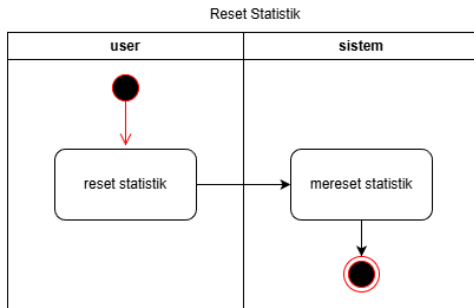 Reset Statistik
user
sistem
reset statistik
mereset statistik